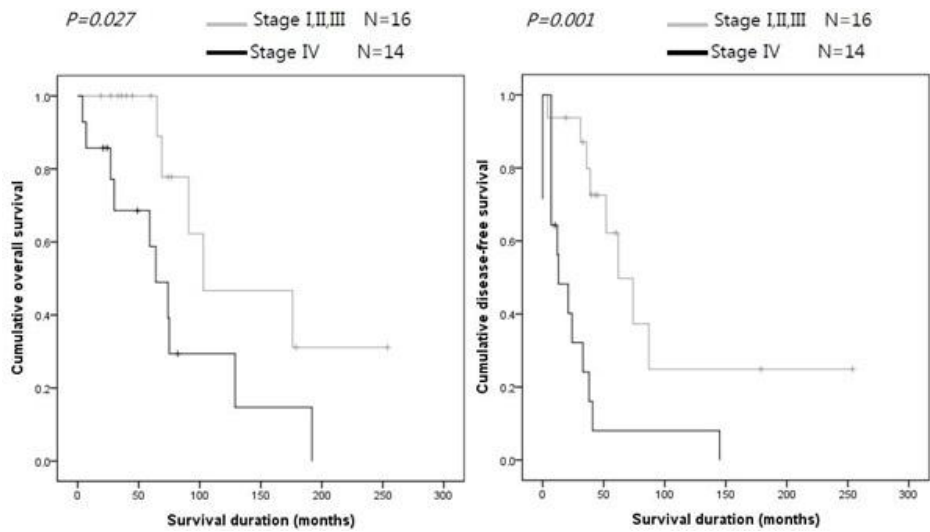 P=0.027
Stage I,II,III N=16
Stage IV N=14
Cumulative overall survival
1.0
0.8
0.6
0.4
0.2
0.0
0 50 100 150 200 250 300
Survival duration (months)
P=0.001
Stage I,II,III N=16
Stage IV N=14
Cumulative disease-free survival
1.0
0.8
0.6
0.4
0.2
0.0
0 50 100 150 200 250 300
Survival duration (months)